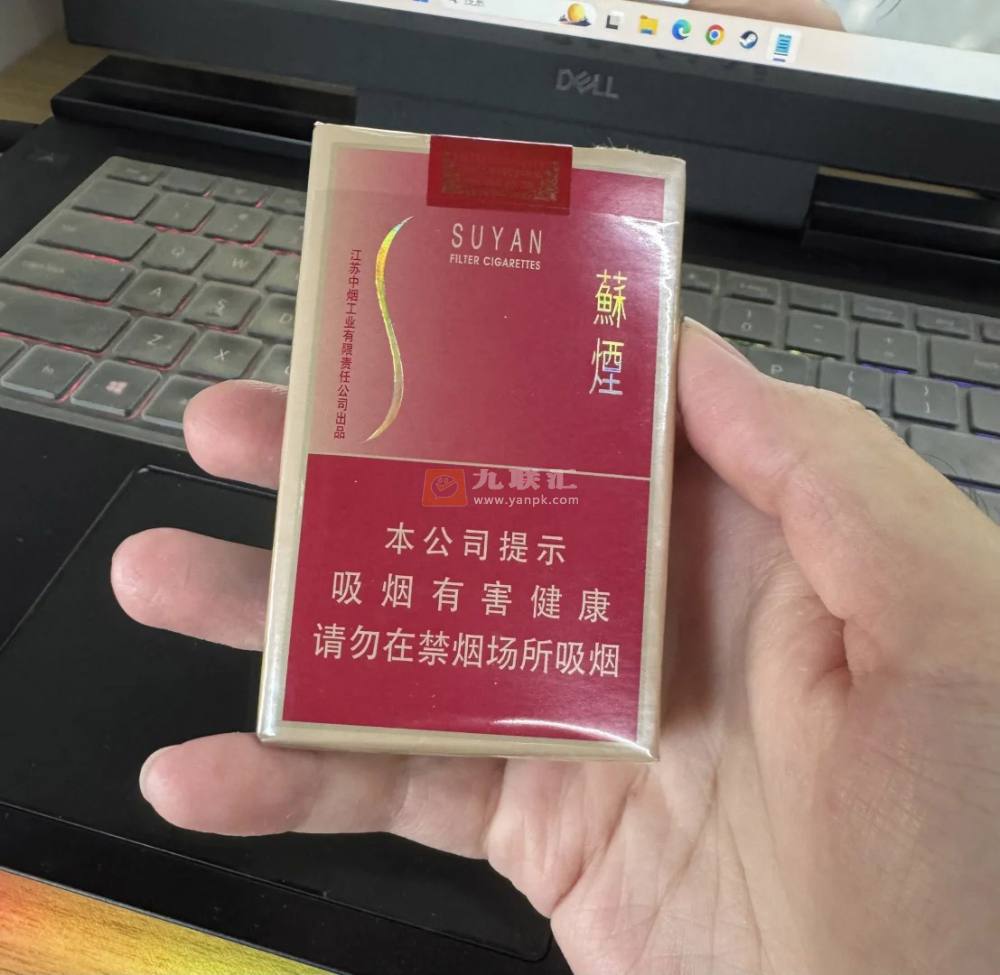 DELL
SUYAN
FILTER CIGARETTES
蘇煙
江苏中烟工业有限责任公司出品
九联汇
www.yanpk.com
本公司提示
吸烟有害健康
请勿在禁烟场所吸烟